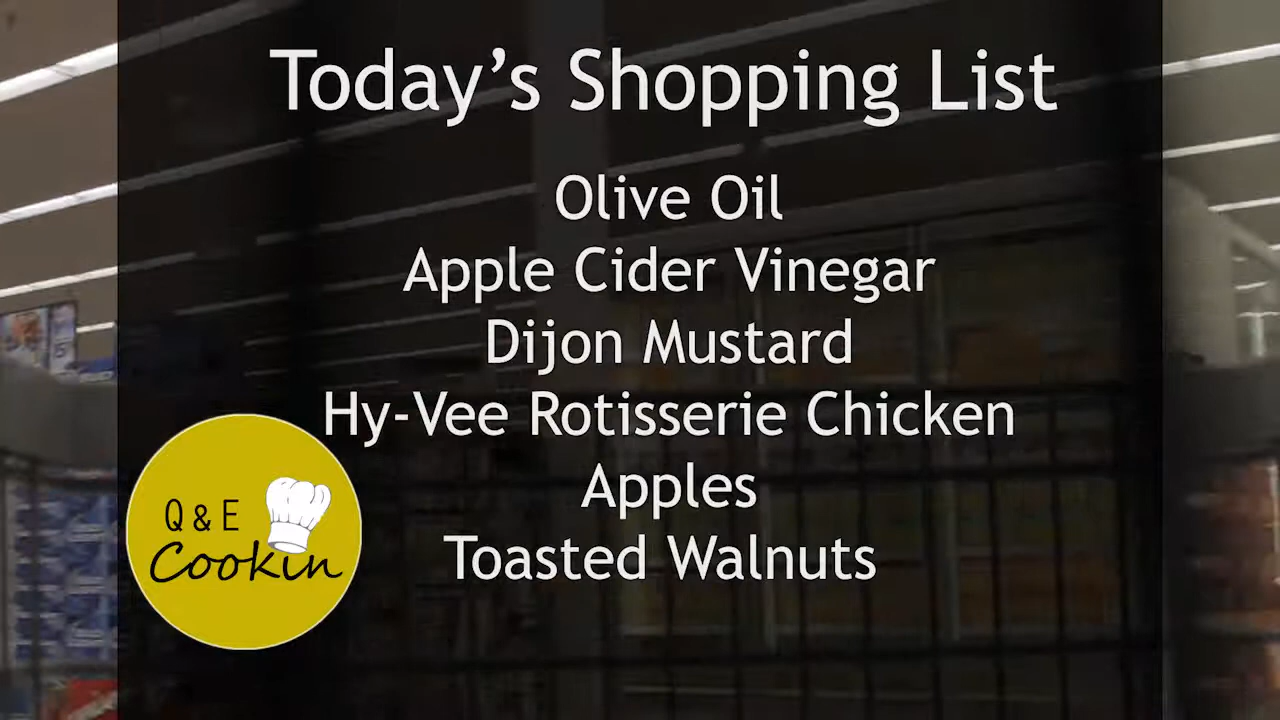 Today’s Shopping List
Olive Oil
Apple Cider Vinegar
Dijon Mustard
Hy-Vee Rotisserie Chicken
Apples
Toasted Walnuts
Q & E
Cookin